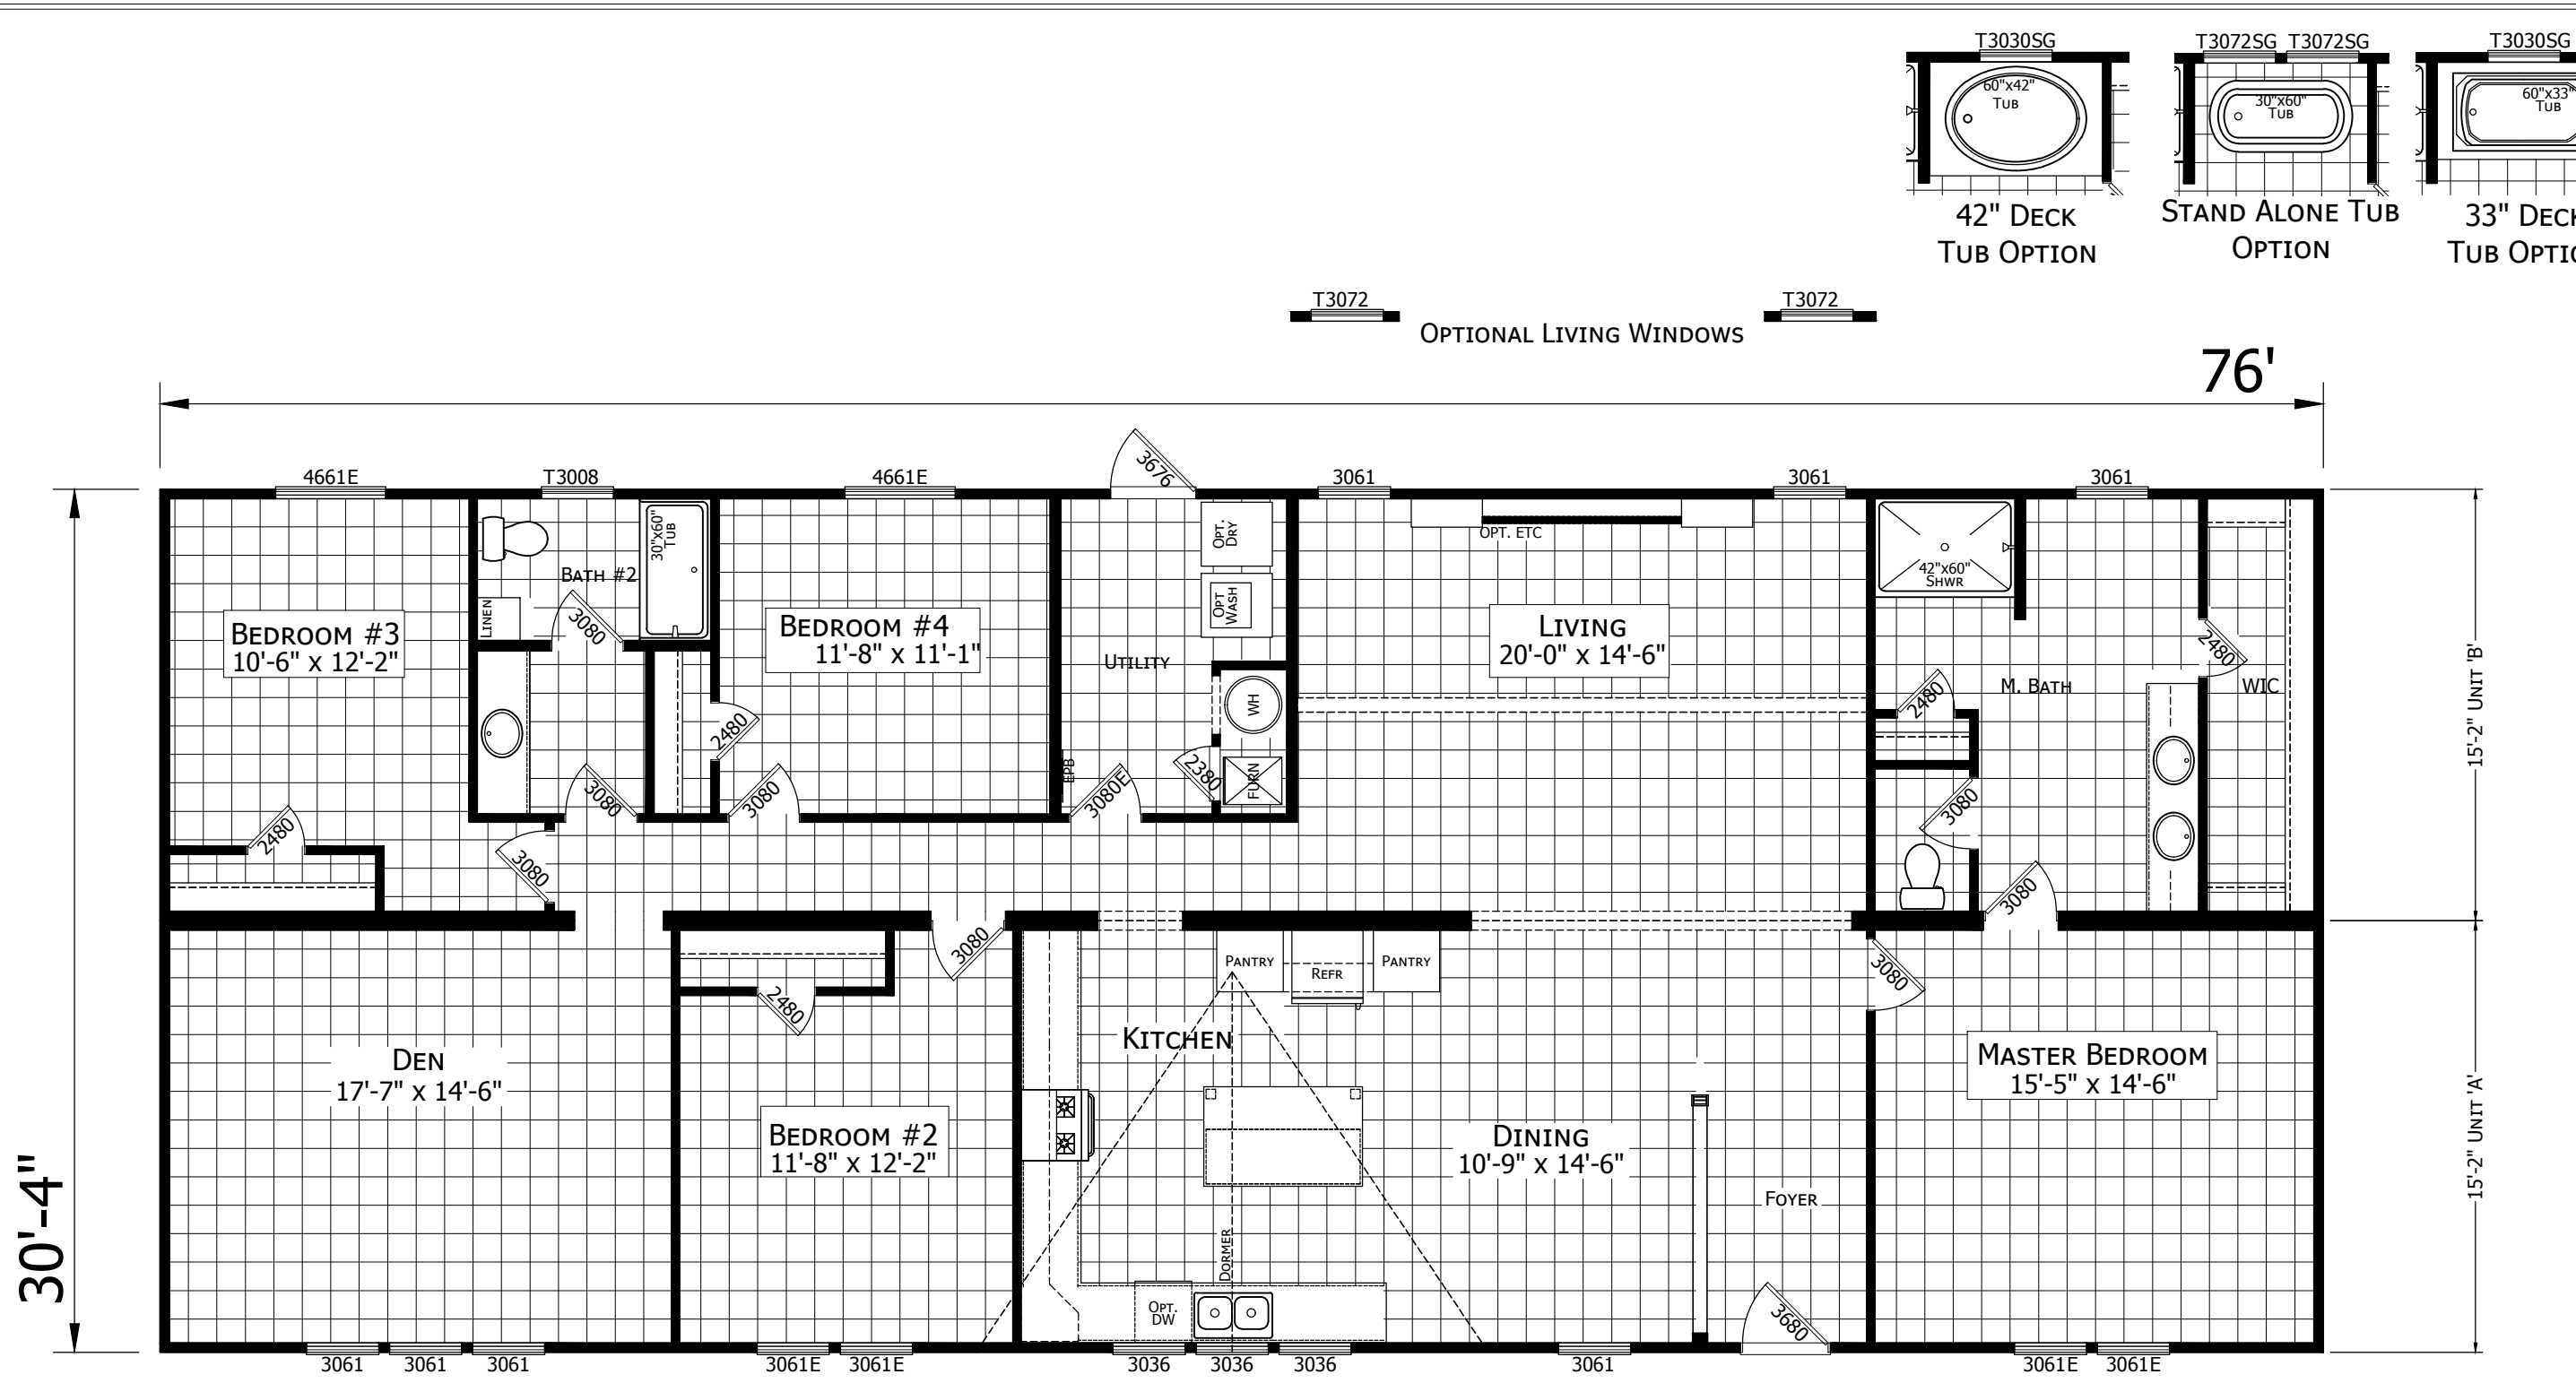 T3030SG
T3072SG T3072SG
T3030SG
60"x42"
TUB
30"x60"
TUB
60"x33"
TUB
42" DECK
TUB OPTION
STAND ALONE TUB
OPTION
33" DECK
TUB OPTIO
T3072
OPTIONAL LIVING WINDOWS
T3072
76'
3676
4661E
T3008
4661E
3061
3061
3061
30"x60"
TUB
OPT.
DRY
OPT. ETC
BATH #2
42"x60"
SHWR
LINEN
3080
OPT
WASH
BEDROOM #3
10'-6" x 12'-2"
BEDROOM #4
11'-8" x 11'-1"
LIVING
20'-0" x 14'-6"
UTILITY
2480
M. BATH
WIC
2480
WH
2480
15'-2" UNIT 'B'
EPB
FURN
2380
3080
3080
3080E
3080
2480
3080
3080
3080
PANTRY
REFR
PANTRY
3080
2480
KITCHEN
DEN
17'-7" x 14'-6"
MASTER BEDROOM
15'-5" x 14'-6"
BEDROOM #2
11'-8" x 12'-2"
DINING
10'-9" x 14'-6"
FOYER
15'-2" UNIT 'A'
30'-4"
DORMER
OPT.
DW
3680
3061
3061
3061
3061E
3061E
3036
3036
3036
3061
3061E
3061E